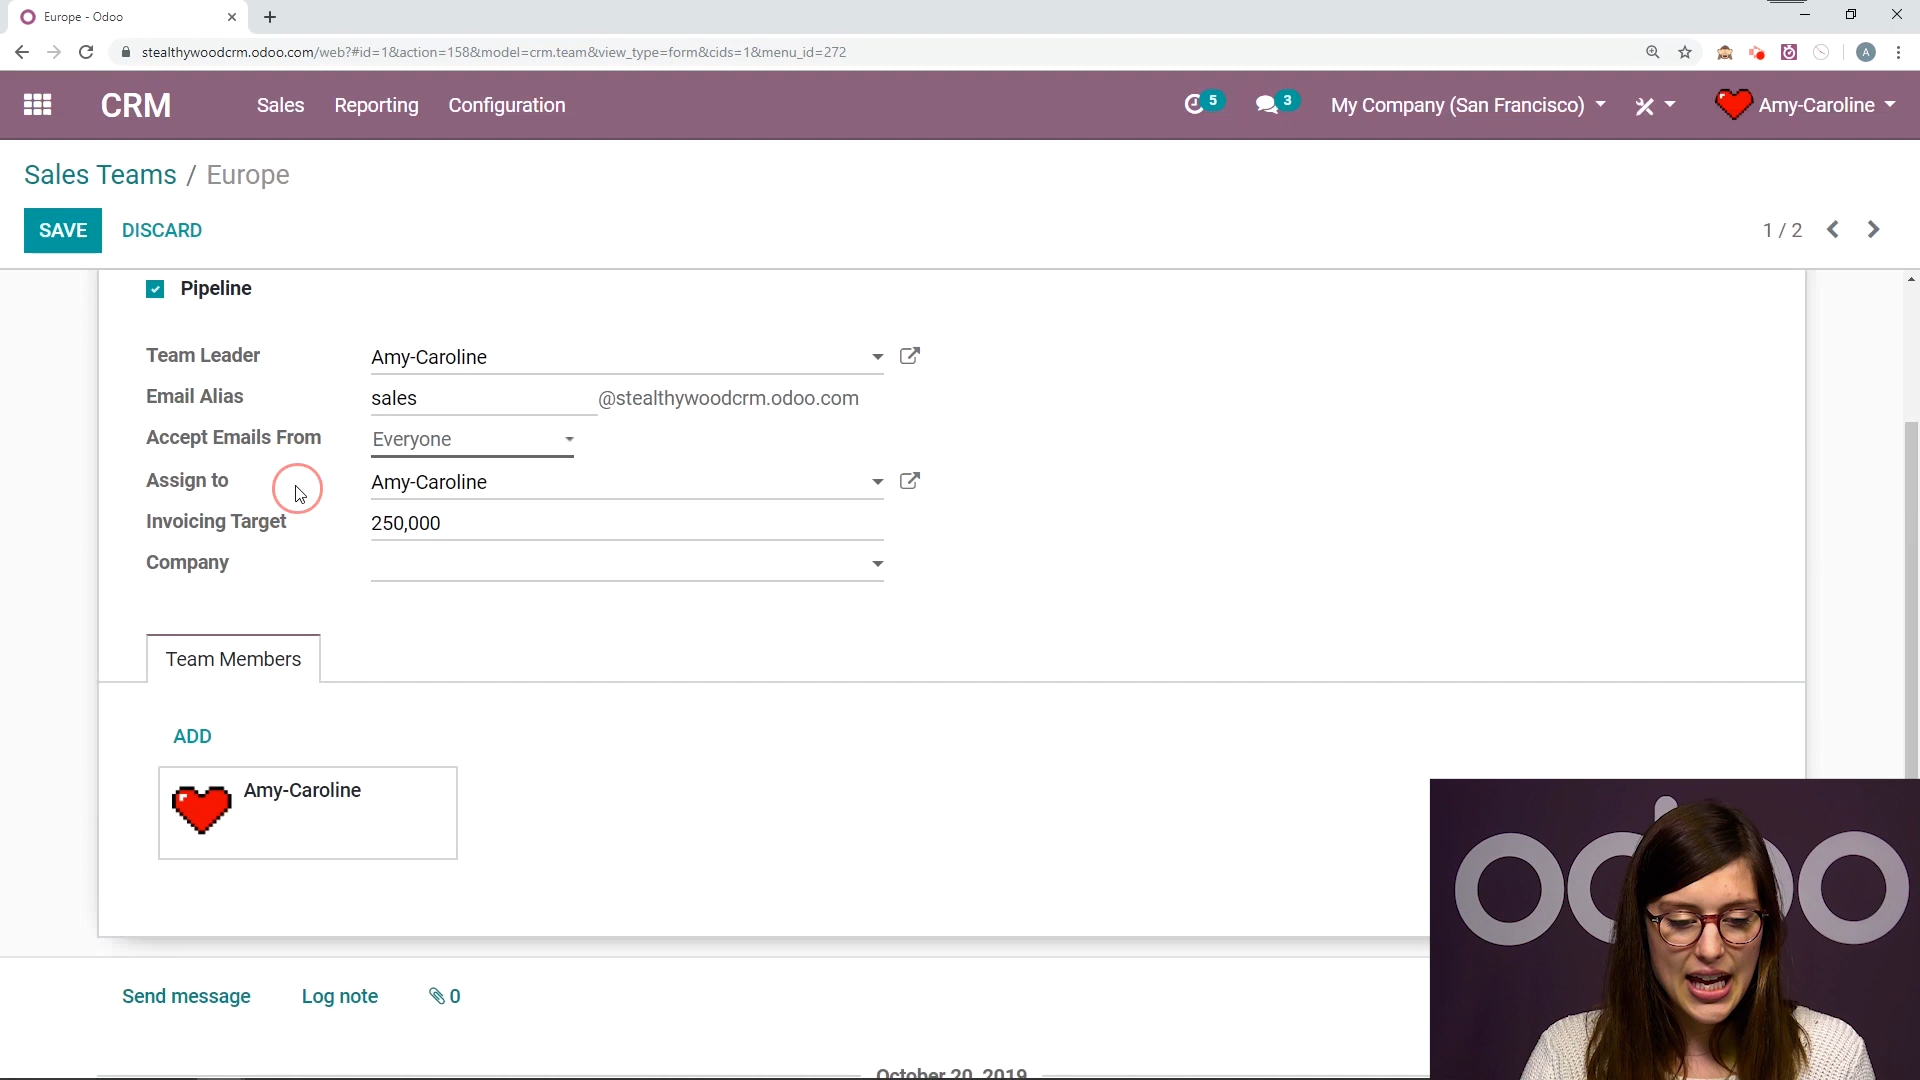 Europe - Odoo
stealthywoodcrm.odoo.com/web?#id=1&action=158&model=crm.team&view_type=form&cids=1&menu_id=272
A
CRM
Sales
Reporting
Configuration
5
3
My Company (San Francisco)
Amy-Caroline
Sales Teams / Europe
SAVE
DISCARD
1 / 2
Pipeline
Team Leader
Amy-Caroline
Email Alias
sales
@stealthywoodcrm.odoo.com
Accept Emails From
Everyone
Assign to
Amy-Caroline
Invoicing Target
250,000
Company
Team Members
ADD
Amy-Caroline
Send message
Log note
0
October 20, 2019
odoo